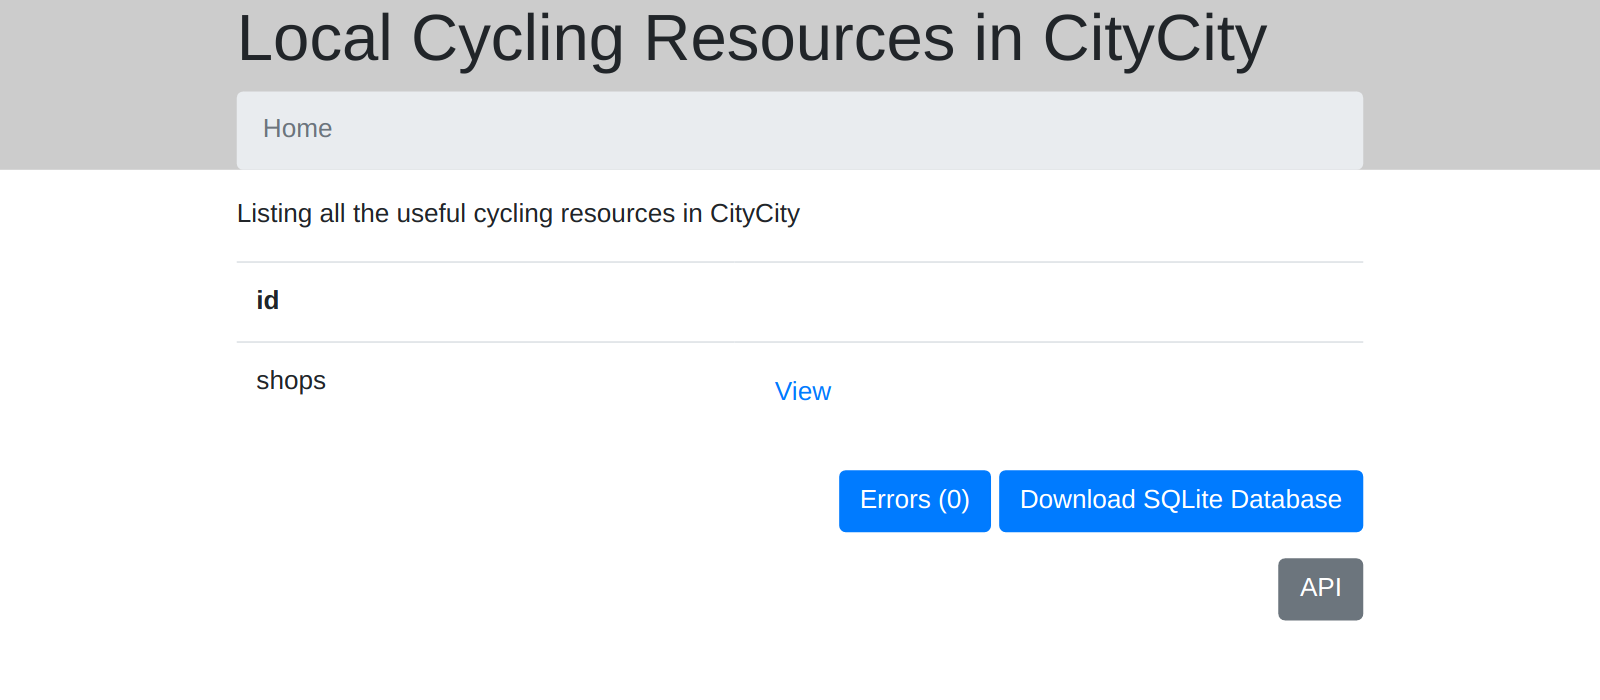 Local Cycling Resources in CityCity
Home
Listing all the useful cycling resources in CityCity
id
shops View
Errors (0) Download SQLite Database
API